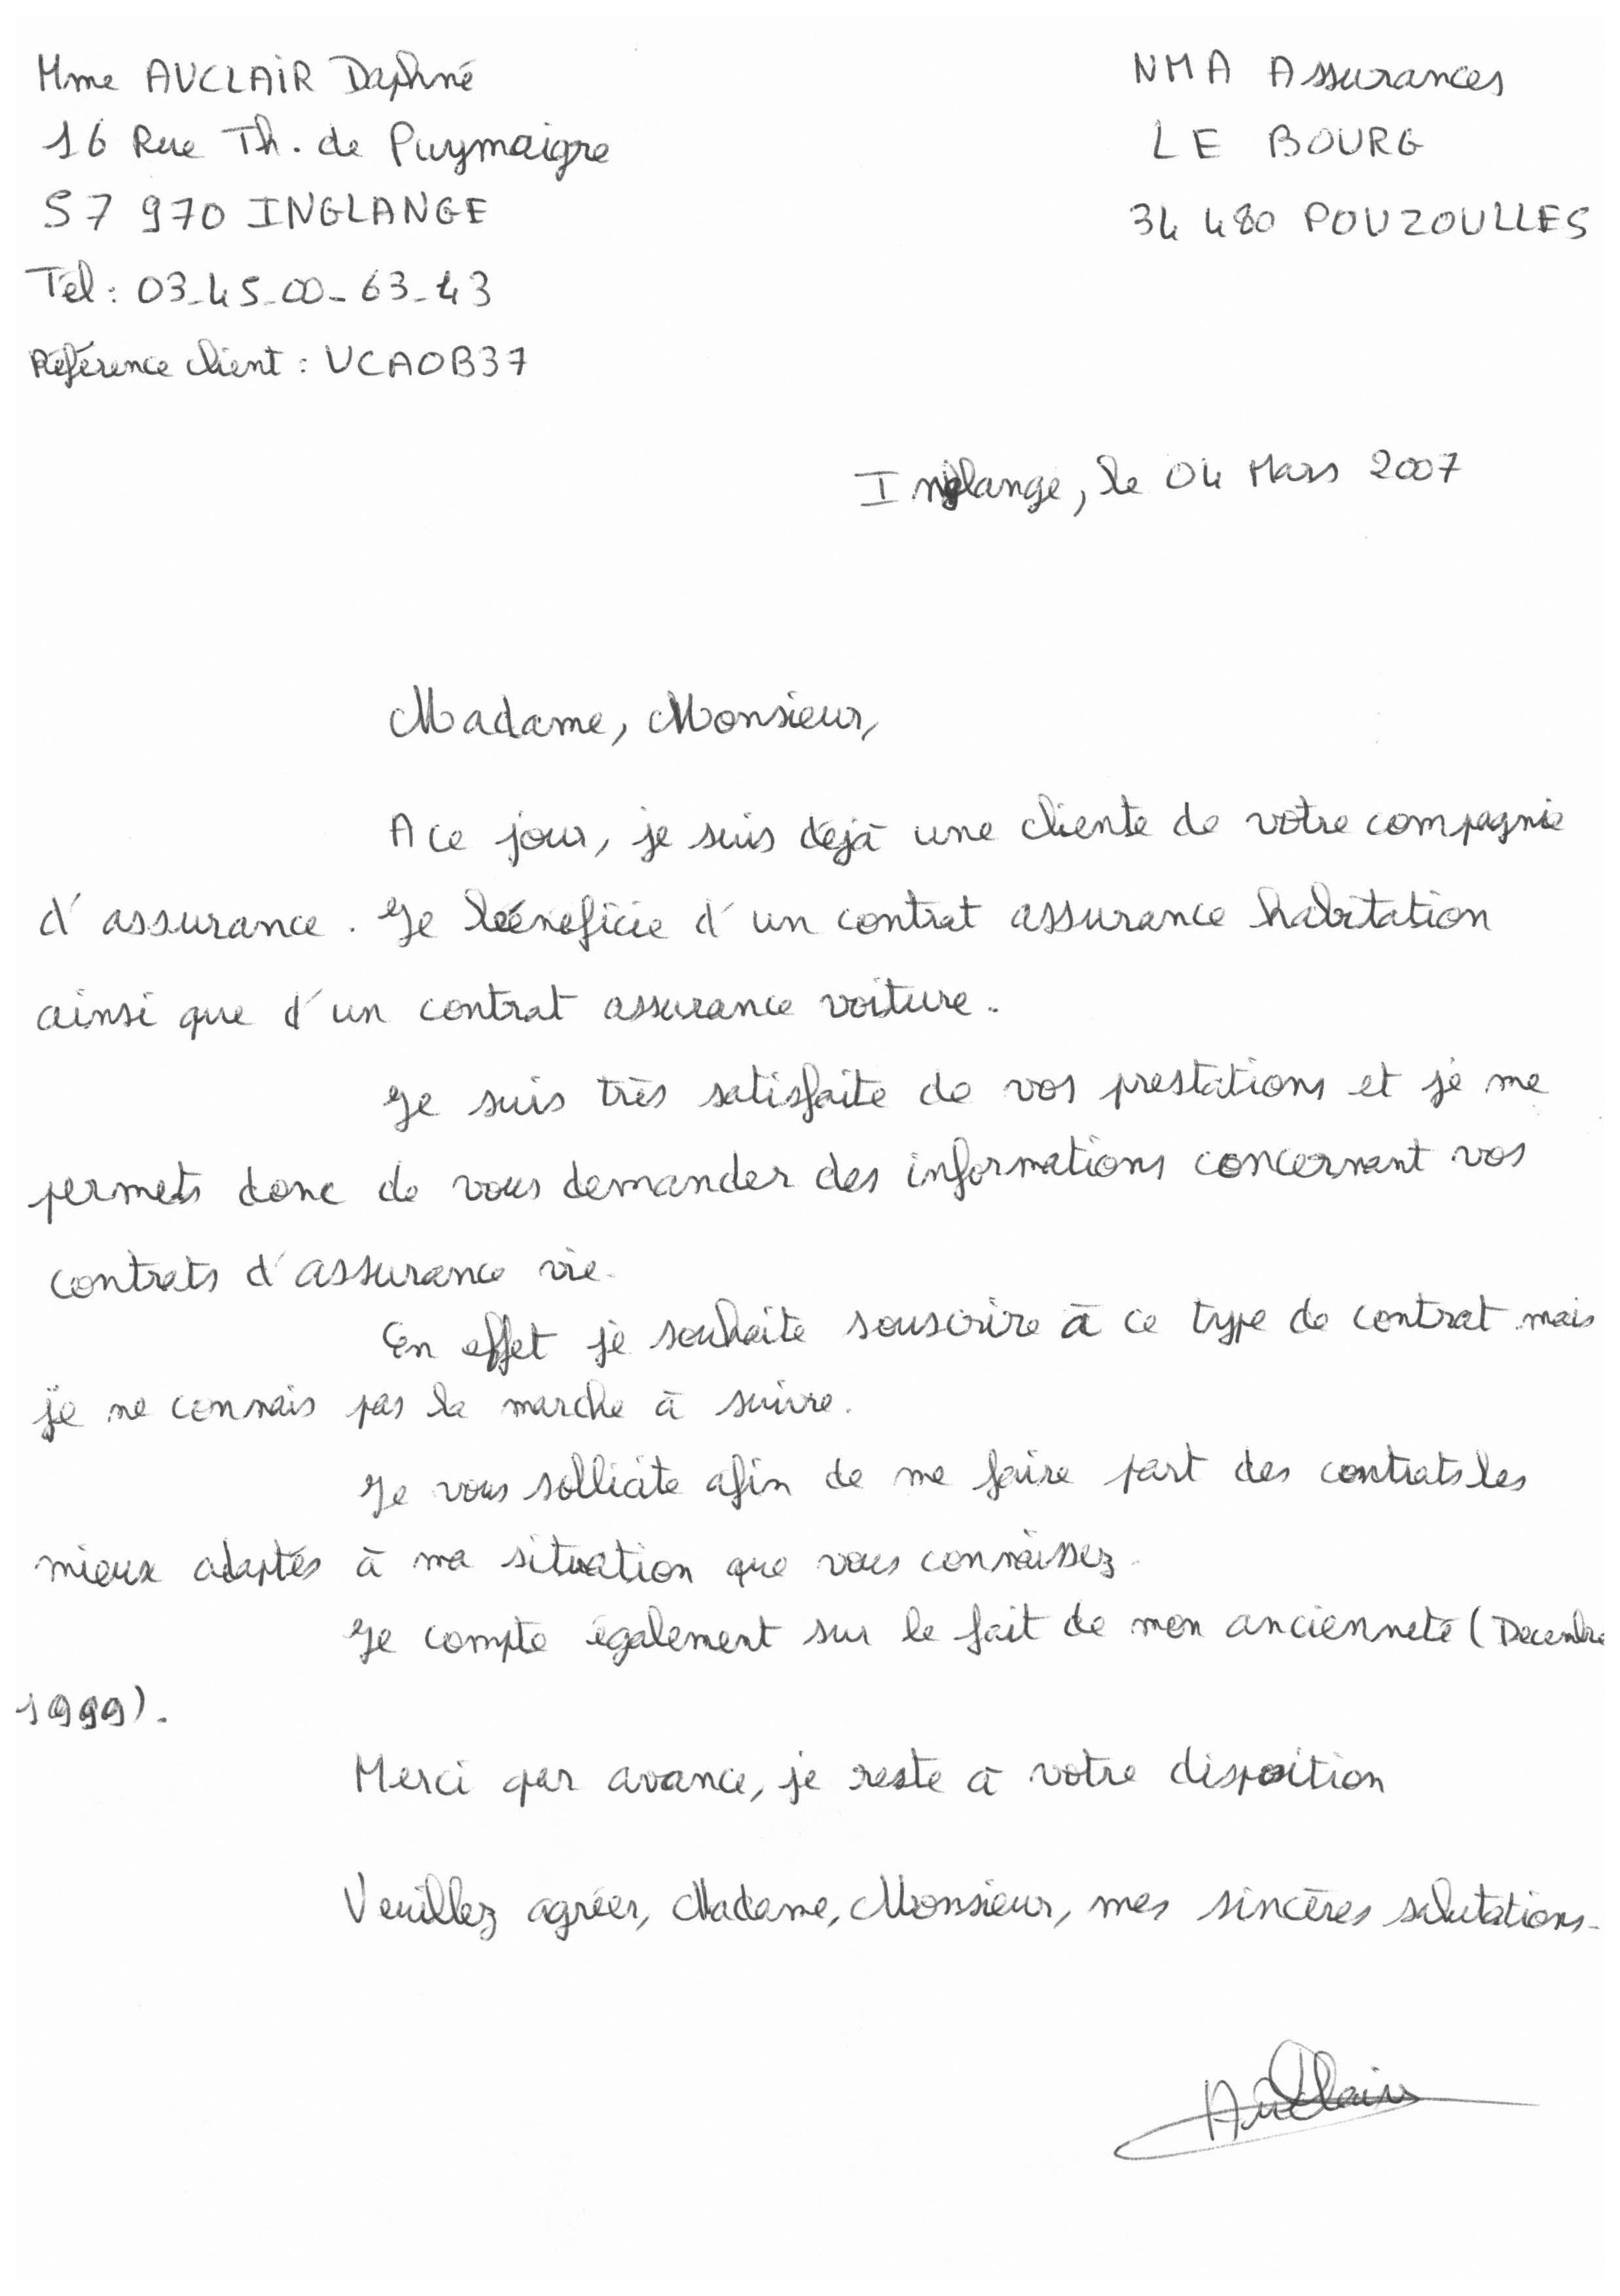 Mme AUCLAIR Daphné
16 Rue Th. de Puymaigre
57 970 INGLANGE
Tél : 03_45_00_63_43
Référence client : UCAOB37
NMA Assurances
LE BOURG
34 480 POUZOULLES
Inglange, le 04 Mars 2007
Madame, Monsieur,
A ce jour, je suis déjà une cliente de votre compagnie
d'assurance. Je bénéficie d'un contrat assurance habitation
ainsi que d'un contrat assurance voiture.
Je suis très satisfaite de vos prestations et je me
permets donc de vous demander des informations concernant vos
contrats d'assurance vie.
En effet je souhaite souscrire à ce type de contrat mais
je ne connais pas la marche à suivre.
Je vous sollicite afin de me faire part des contrats les
mieux adaptés à ma situation que vous connaissez.
Je compte également sur le fait de mon ancienneté (Decembre
1999).
Merci par avance, je reste à votre disposition
Veuillez agréer, Madame, Monsieur, mes sincères salutations.
Auclair